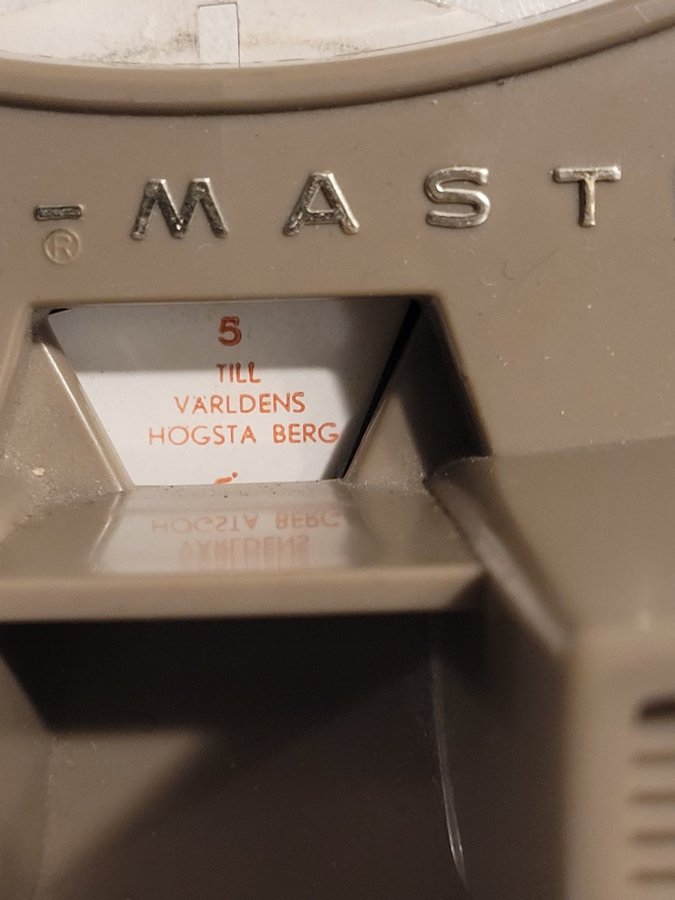 -MAST
®
5
TILL
VÄRLDENS
HÖGSTA BERG